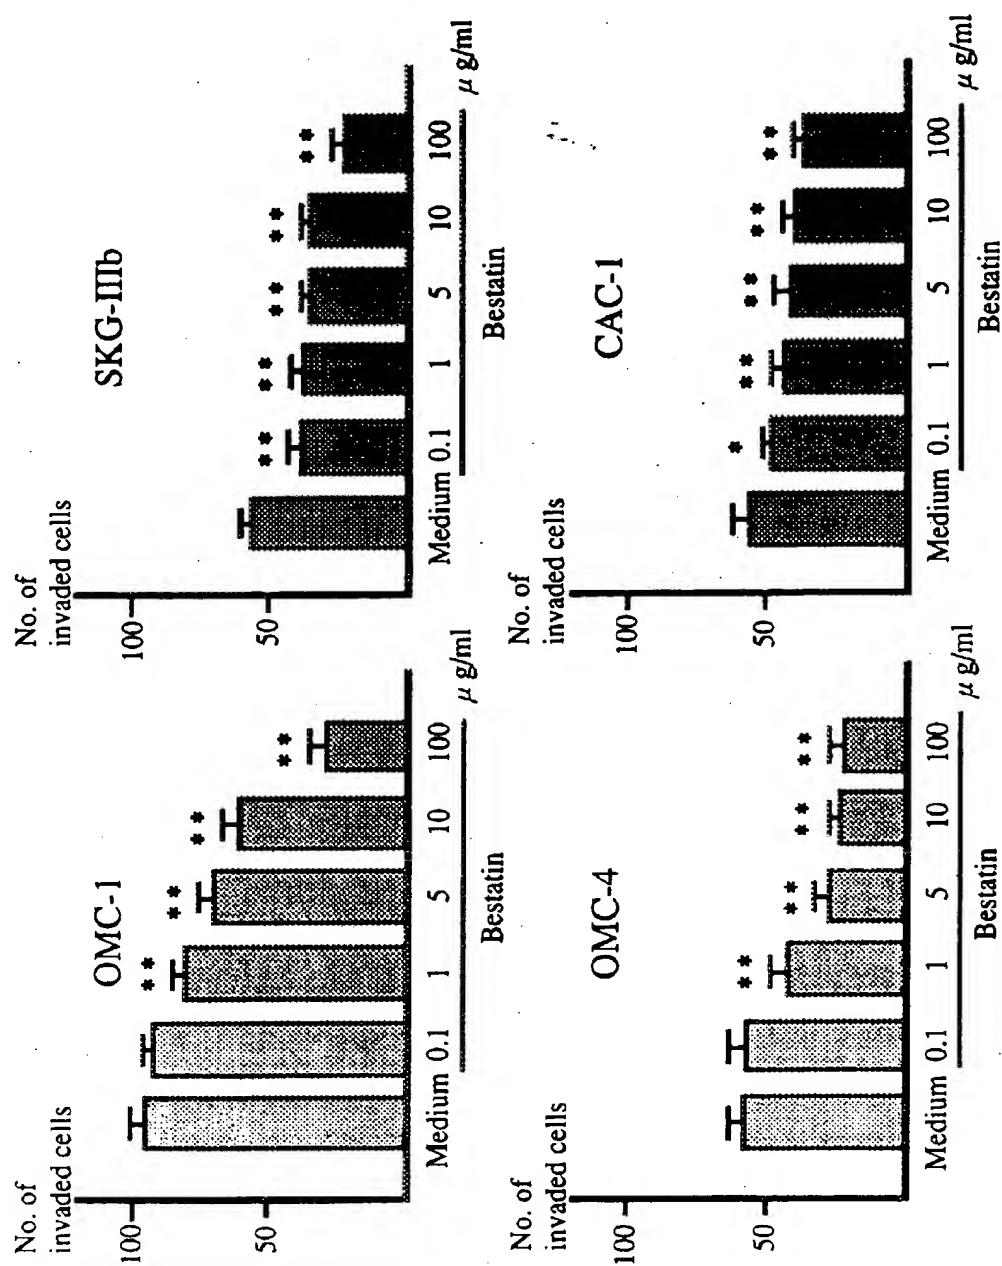 No. of
invaded cells
OMC-1
100
50
** ** ** **
Medium 0.1 1 5 10 100 μ g/ml
Bestatin
No. of
invaded cells
SKG-IIIb
100
50
** ** ** ** **
Medium 0.1 1 5 10 100 μ g/ml
Bestatin
No. of
invaded cells
OMC-4
100
50
** ** ** **
Medium 0.1 1 5 10 100 μ g/ml
Bestatin
No. of
invaded cells
CAC-1
100
50
* ** ** ** **
Medium 0.1 1 5 10 100 μ g/ml
Bestatin